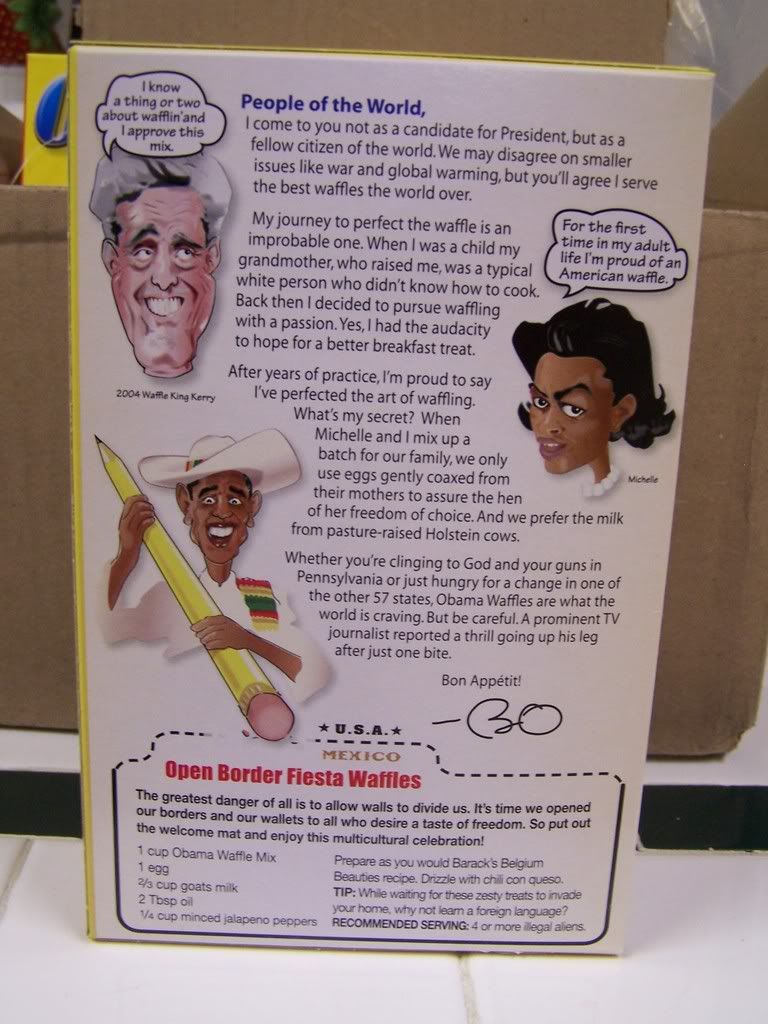 I know
a thing or two
about wafflin'and
I approve this
mix.
2004 Waffle King Kerry
People of the World,
I come to you not as a candidate for President, but as a
fellow citizen of the world. We may disagree on smaller
issues like war and global warming, but you'll agree I serve
the best waffles the world over.
My journey to perfect the waffle is an
improbable one. When I was a child my
grandmother, who raised me, was a typical
white person who didn't know how to cook.
Back then I decided to pursue waffling
with a passion. Yes, I had the audacity
to hope for a better breakfast treat.
For the first
time in my adult
life I'm proud of an
American waffle.
Michelle
After years of practice, I'm proud to say
I've perfected the art of waffling.
What's my secret? When
Michelle and I mix up a
batch for our family, we only
use eggs gently coaxed from
their mothers to assure the hen
of her freedom of choice. And we prefer the milk
from pasture-raised Holstein cows.
Whether you're clinging to God and your guns in
Pennsylvania or just hungry for a change in one of
the other 57 states, Obama Waffles are what the
world is craving. But be careful. A prominent TV
journalist reported a thrill going up his leg
after just one bite.
Bon Appétit!
–BO
★ U.S.A. ★
MEXICO
Open Border Fiesta Waffles
The greatest danger of all is to allow walls to divide us. It's time we opened
our borders and our wallets to all who desire a taste of freedom. So put out
the welcome mat and enjoy this multicultural celebration!
1 cup Obama Waffle Mix
1 egg
2/3 cup goats milk
2 Tbsp oil
1/4 cup minced jalapeno peppers
Prepare as you would Barack's Belgium
Beauties recipe. Drizzle with chili con queso.
TIP: While waiting for these zesty treats to invade
your home, why not learn a foreign language?
RECOMMENDED SERVING: 4 or more illegal aliens.